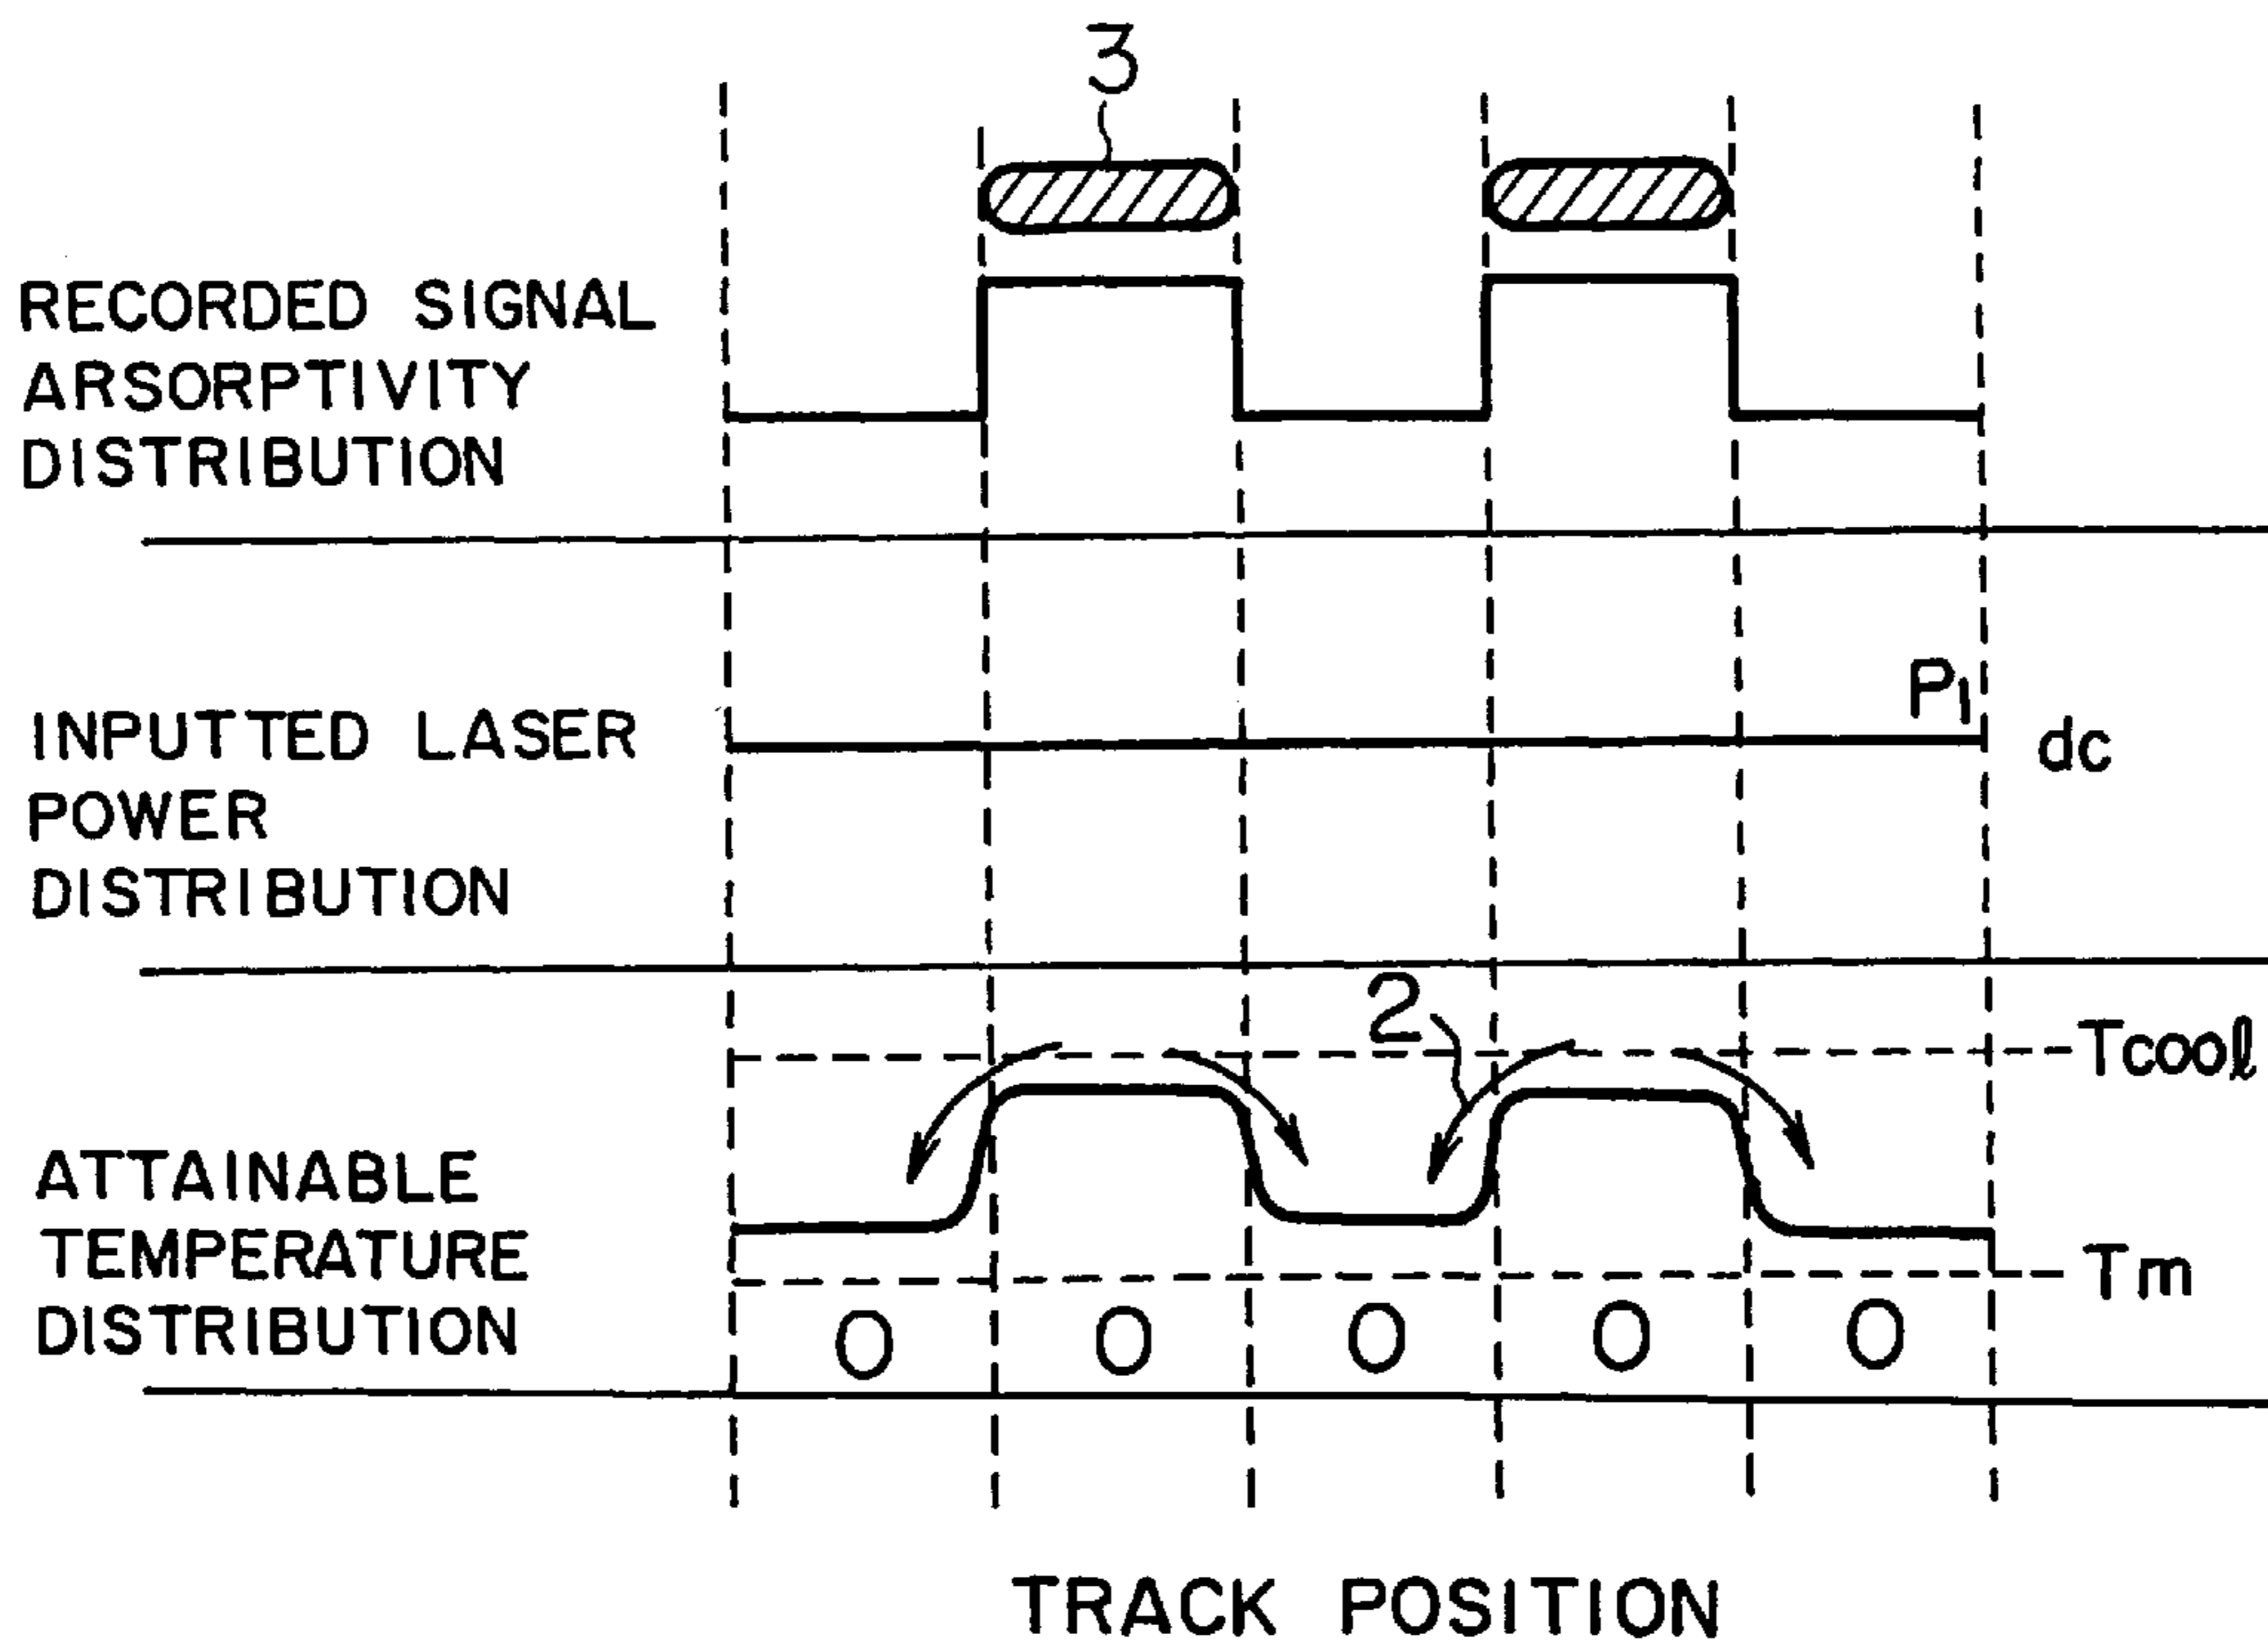 3
RECORDED SIGNAL
ARSORPTIVITY
DISTRIBUTION
P1
INPUTTED LASER
dc
POWER
DISTRIBUTION
2
Tcool
ATTAINABLE
TEMPERATURE
Tm
DISTRIBUTION
0 0 0 0 0
TRACK POSITION